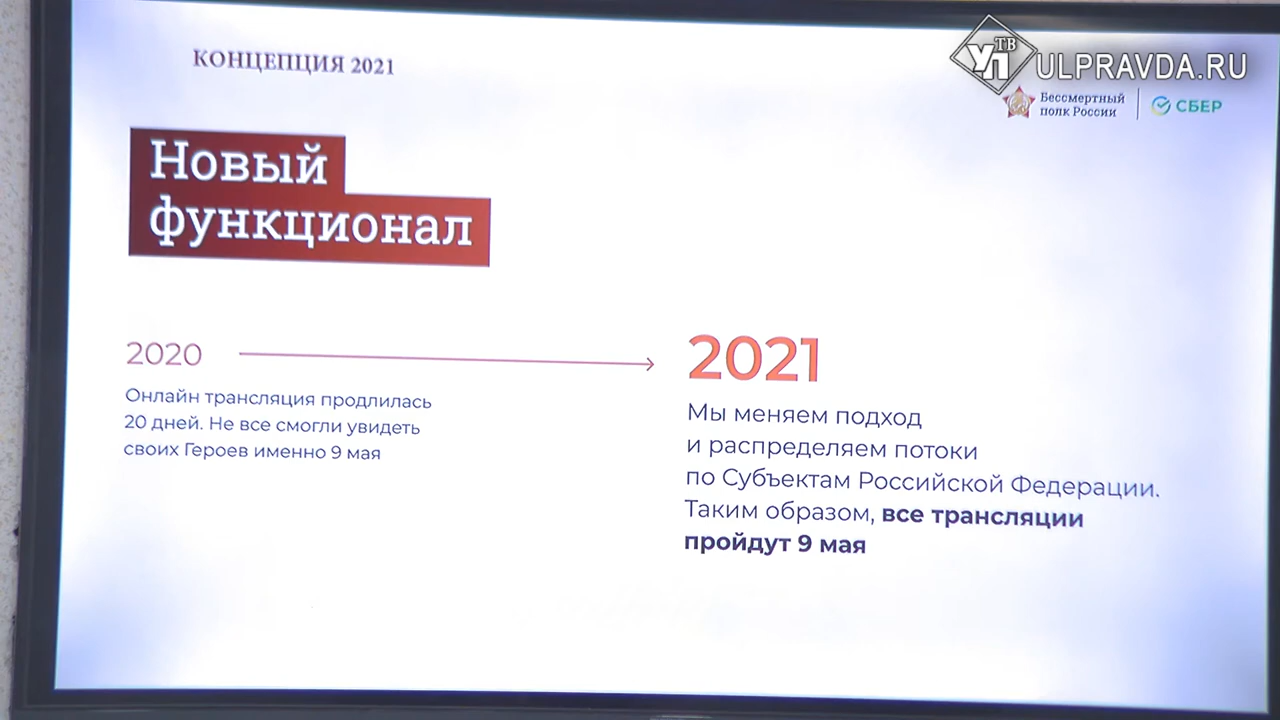 КОНЦЕПЦИЯ 2021
УП ТВ
ULPRAVDA.RU
Бессмертный
полк России
СБЕР
Новый
функционал
2020
Онлайн трансляция продлилась
20 дней. Не все смогли увидеть
своих Героев именно 9 мая
2021
Мы меняем подход
и распределяем потоки
по Субъектам Российской Федерации.
Таким образом, все трансляции
пройдут 9 мая